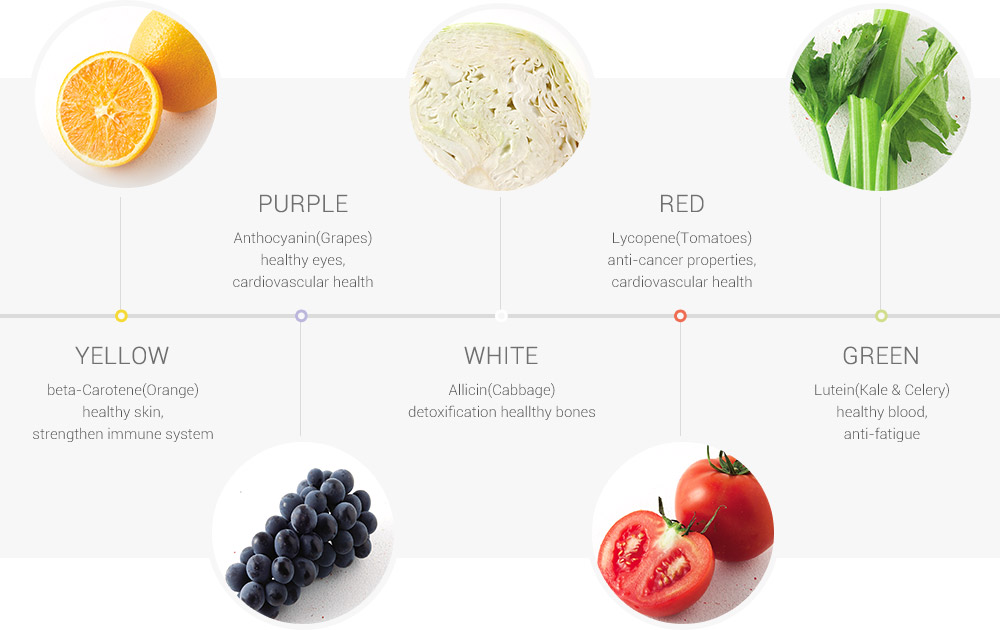 PURPLE
Anthocyanin(Grapes)
healthy eyes,
cardiovascular health
RED
Lycopene(Tomatoes)
anti-cancer properties,
cardiovascular health
YELLOW
beta-Carotene(Orange)
healthy skin,
strengthen immune system
WHITE
Allicin(Cabbage)
detoxification heallthy bones
GREEN
Lutein(Kale & Celery)
healthy blood,
anti-fatigue